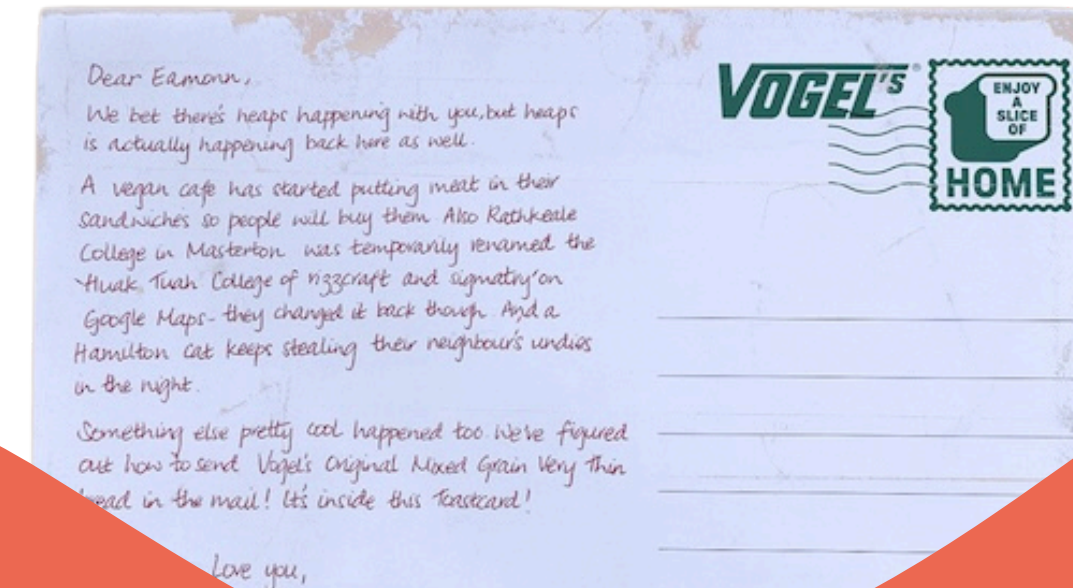 Dear Eamonn,
We bet there's heaps happening with you, but heaps
is actually happening back here as well.
A vegan cafe has started putting meat in their
sandwiches so people will buy them. Also Rathkeale
College in Masterton was temporarily renamed the
'Huak Tuah College of rizzcraft and sigmatry' on
Google Maps - they changed it back though. And a
Hamilton cat keeps stealing their neighbour's undies
in the night.
Something else pretty cool happened too. We've figured
out how to send Vogel's Original Mixed Grain Very Thin
bread in the mail! It's inside this Toastcard!
Love you,
VOGEL'S®
ENJOY
A
SLICE
OF
HOME